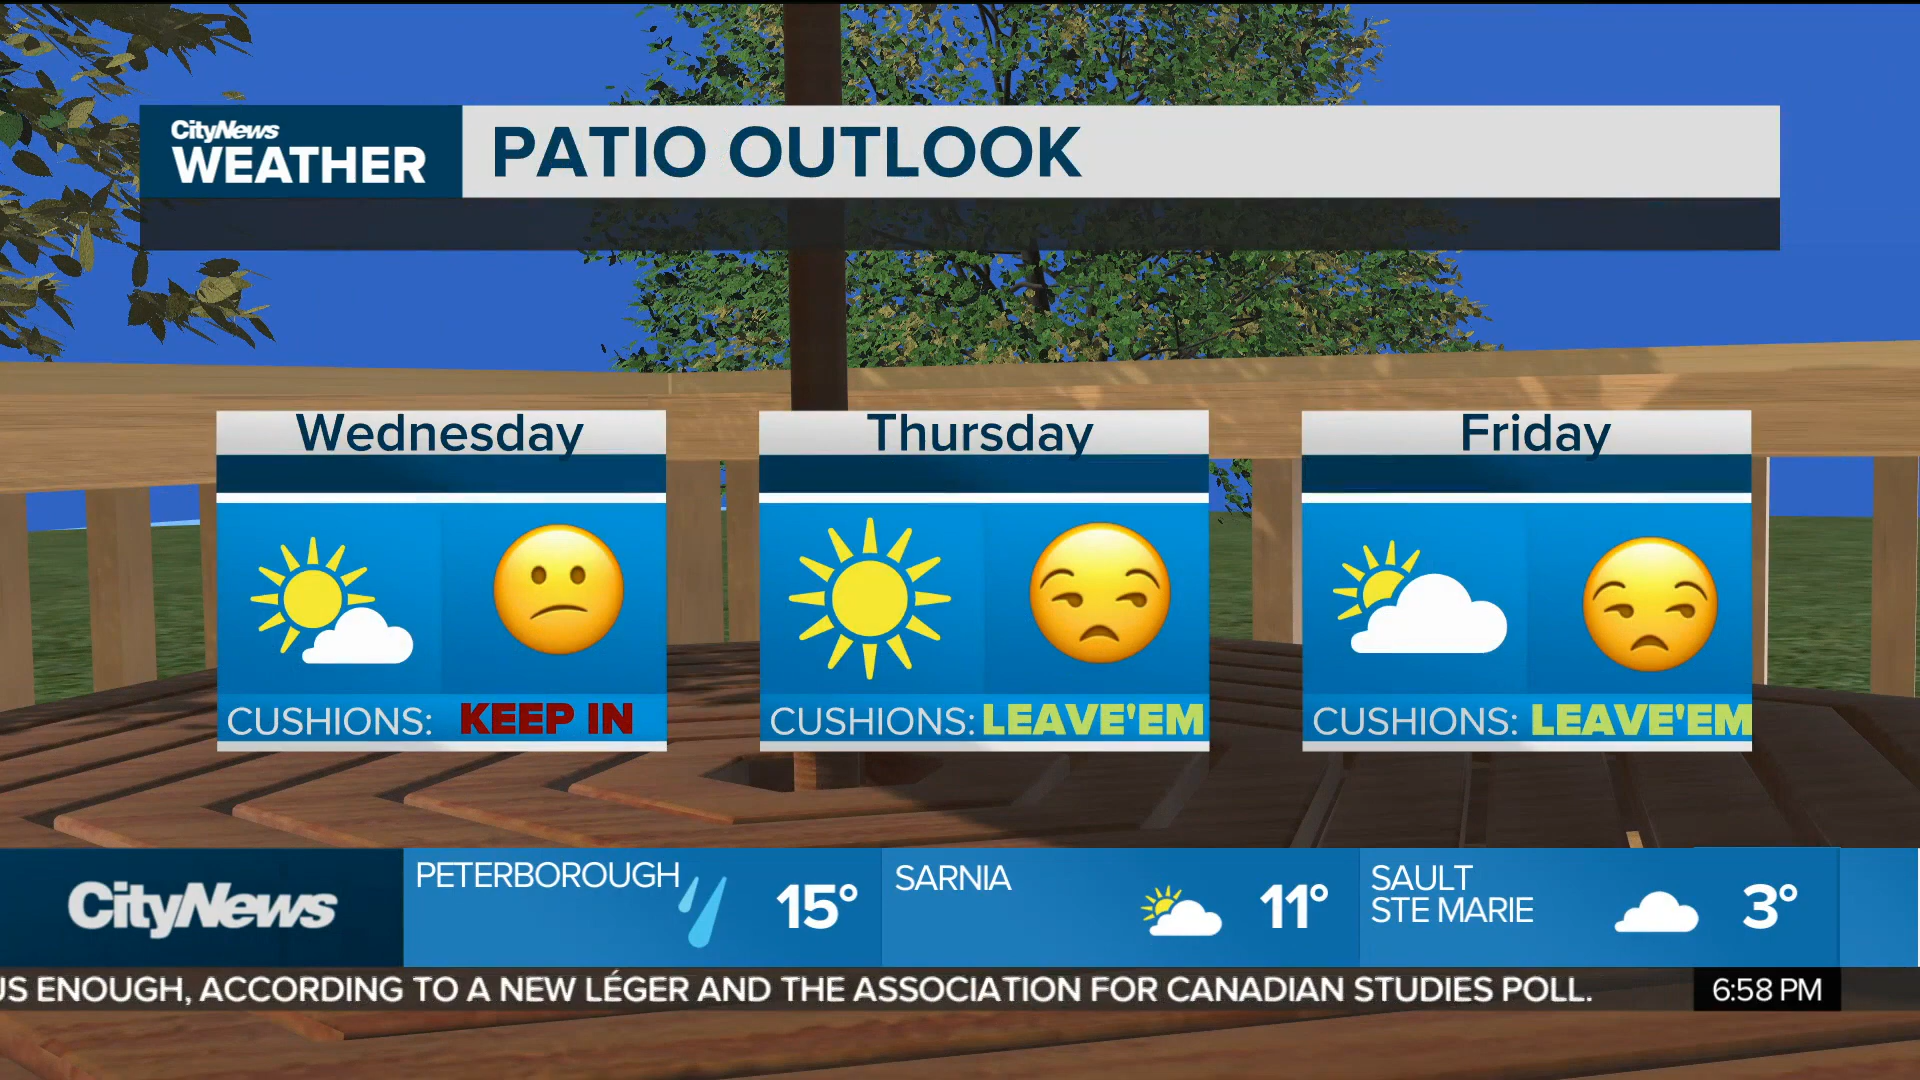 CityNews
WEATHER
PATIO OUTLOOK
Wednesday
CUSHIONS: KEEP IN
Thursday
CUSHIONS: LEAVE'EM
Friday
CUSHIONS: LEAVE'EM
CityNews
PETERBOROUGH 15°
SARNIA 11°
SAULT
STE MARIE 3°
US ENOUGH, ACCORDING TO A NEW LÉGER AND THE ASSOCIATION FOR CANADIAN STUDIES POLL.
6:58 PM